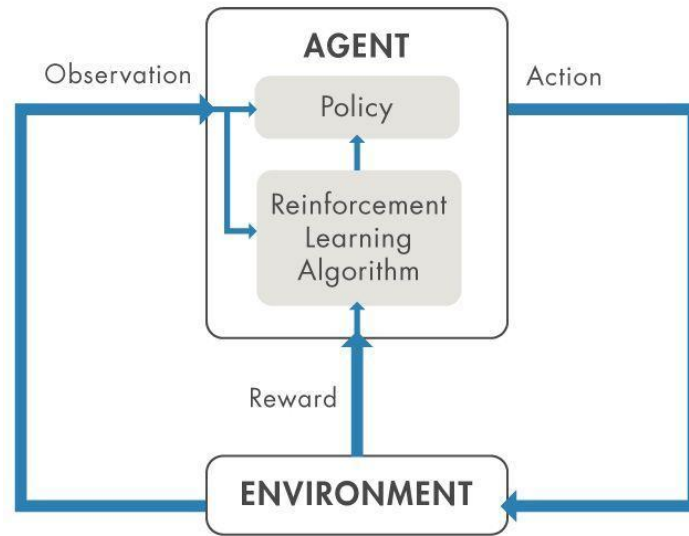 AGENT
Observation
Action
Policy
Reinforcement
Learning
Algorithm
Reward
ENVIRONMENT